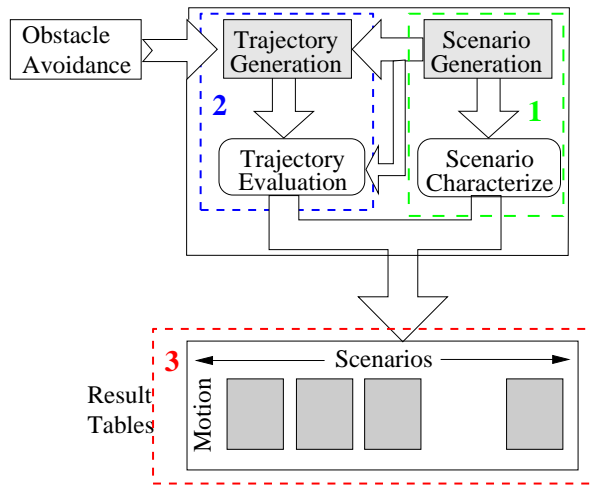 Obstacle
Avoidance
Trajectory
Generation
Scenario
Generation
2
1
Trajectory
Evaluation
Scenario
Characterize
3
Scenarios
Motion
Result
Tables